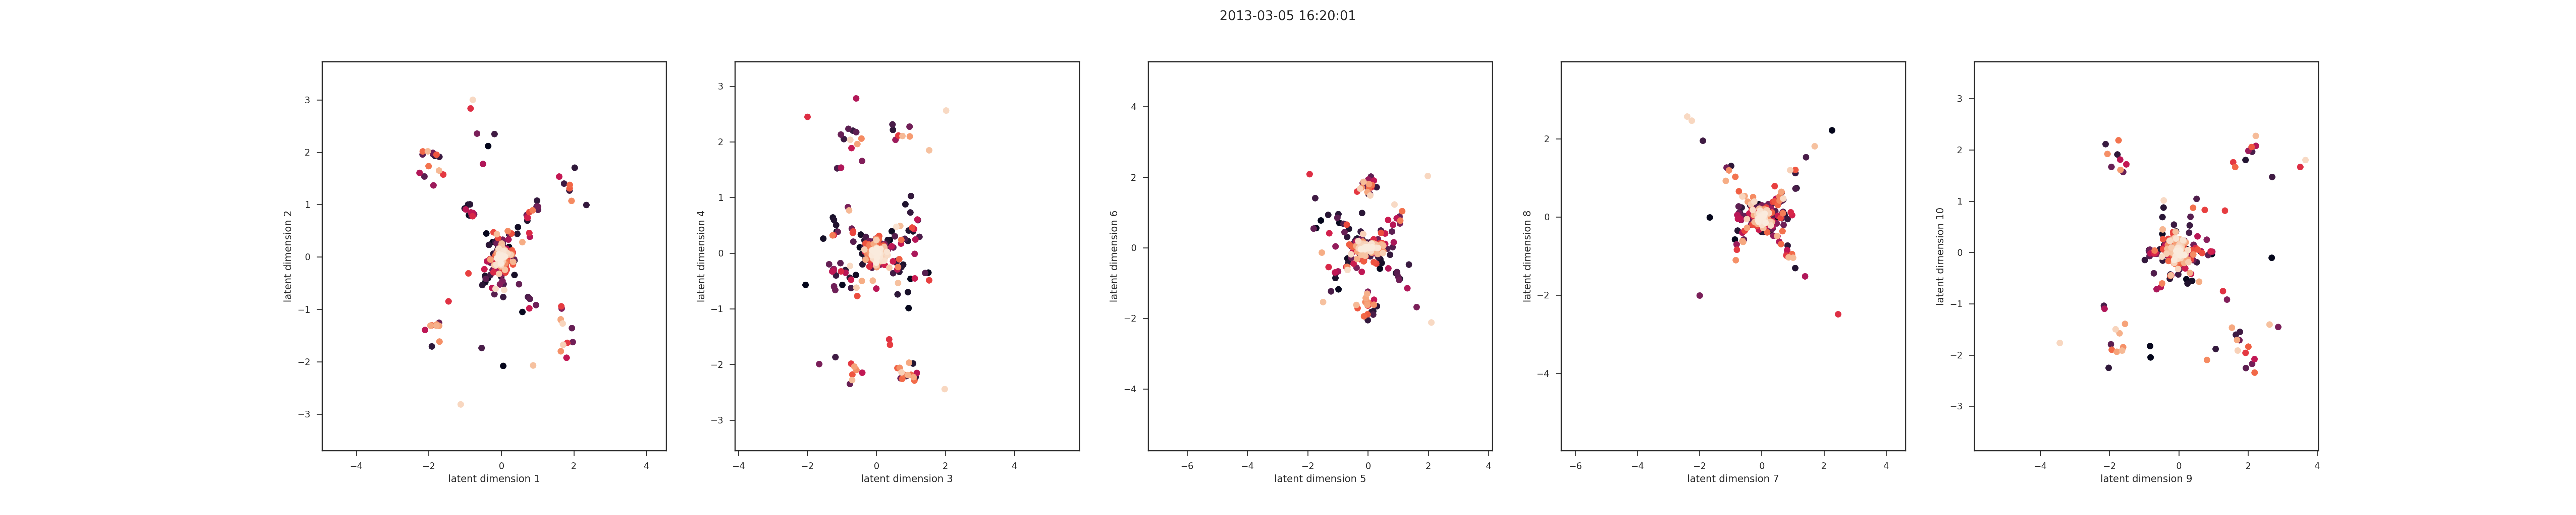 2013-03-05 16:20:01
latent dimension 2
3
2
1
0
−1
−2
−3
−4 −2 0 2 4
latent dimension 1
latent dimension 4
3
2
1
0
−1
−2
−3
−4 −2 0 2 4
latent dimension 3
latent dimension 6
4
2
0
−2
−4
−6 −4 −2 0 2 4
latent dimension 5
latent dimension 8
2
0
−2
−4
−6 −4 −2 0 2 4
latent dimension 7
latent dimension 10
3
2
1
0
−1
−2
−3
−4 −2 0 2 4
latent dimension 9